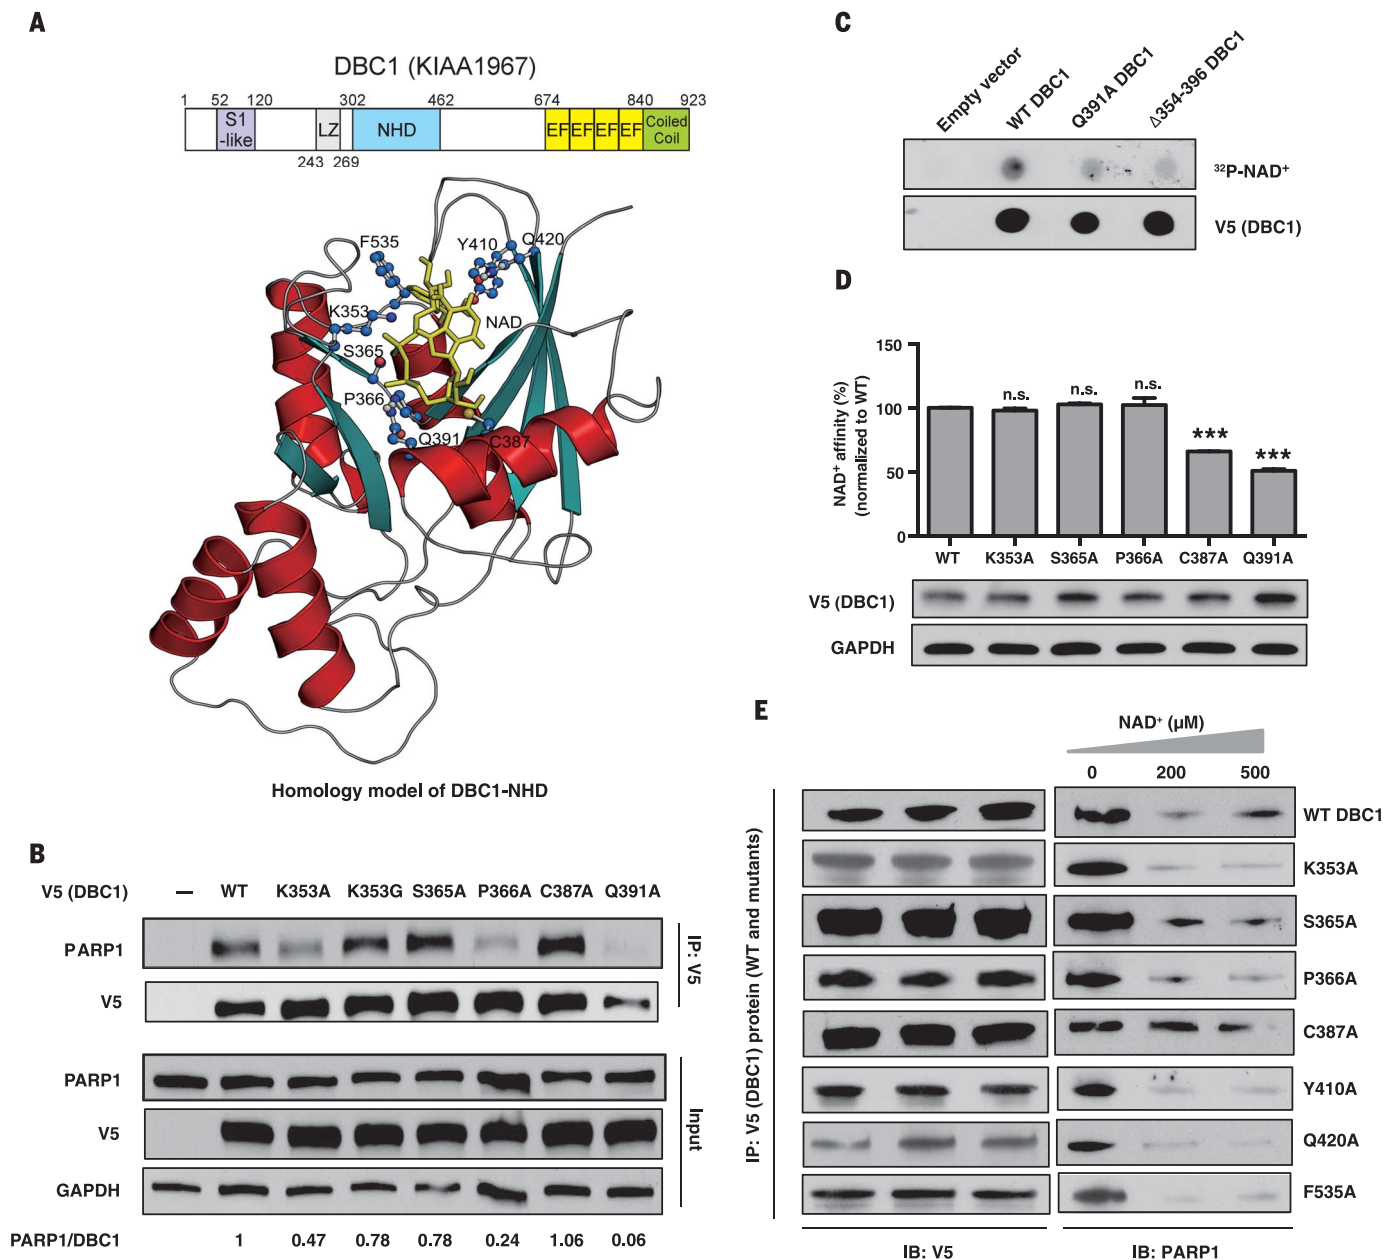 A
DBC1 (KIAA1967)
1 52 120 302 462 674 840 923
S1
-like
LZ
NHD
EF EF EF EF
Coiled
Coil
243 269
F535
Y410
Q420
K353
NAD
S365
P366
Q391
C387
Homology model of DBC1-NHD
B
V5 (DBC1) – WT K353A K353G S365A P366A C387A Q391A
PARP1
V5
IP: V5
PARP1
V5
GAPDH
Input
PARP1/DBC1 1 0.47 0.78 0.78 0.24 1.06 0.06
C
Empty vector
WT DBC1
Q391A DBC1
Δ354-396 DBC1
³²P-NAD⁺
V5 (DBC1)
D
NAD⁺ affinity (%)
(normalized to WT)
150
100
50
0
n.s. n.s. n.s. *** ***
WT K353A S365A P366A C387A Q391A
V5 (DBC1)
GAPDH
E
NAD⁺ (µM)
0 200 500
IP: V5 (DBC1) protein (WT and mutants)
WT DBC1
K353A
S365A
P366A
C387A
Y410A
Q420A
F535A
IB: V5 IB: PARP1